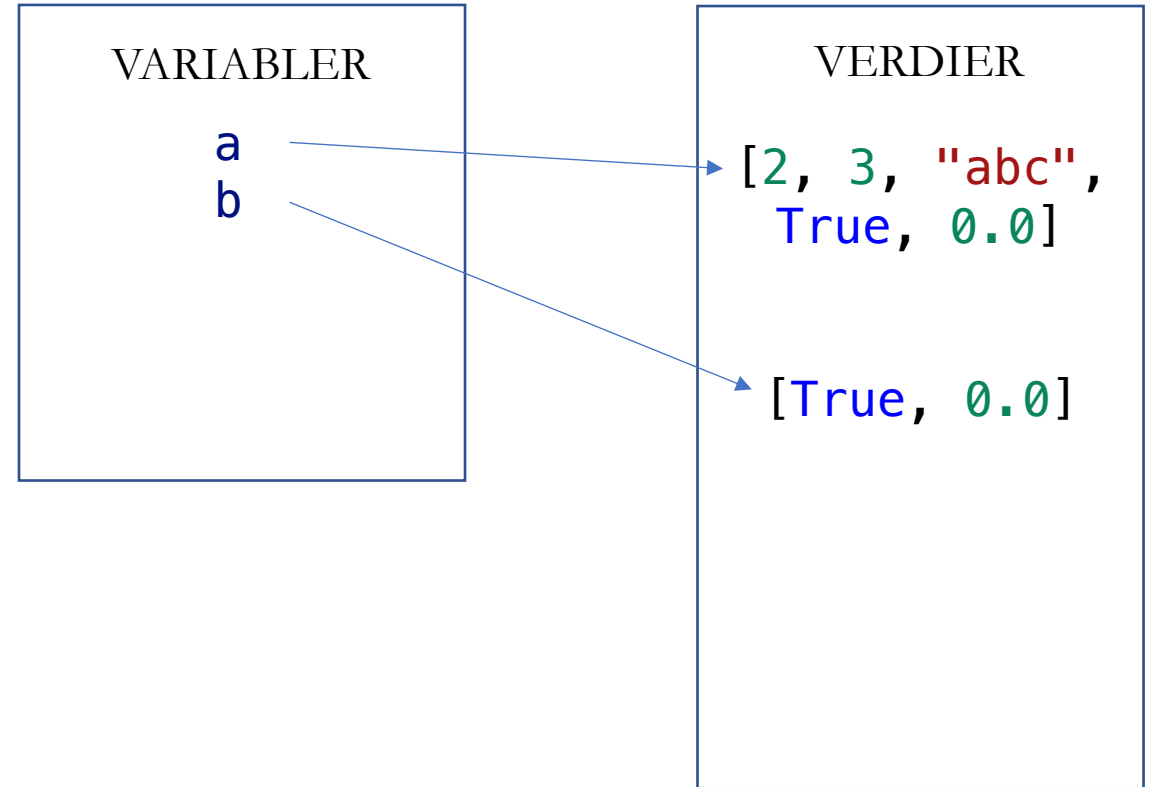 VARIABLER
a
b
VERDIER
[2, 3, "abc",
True, 0.0]
[True, 0.0]